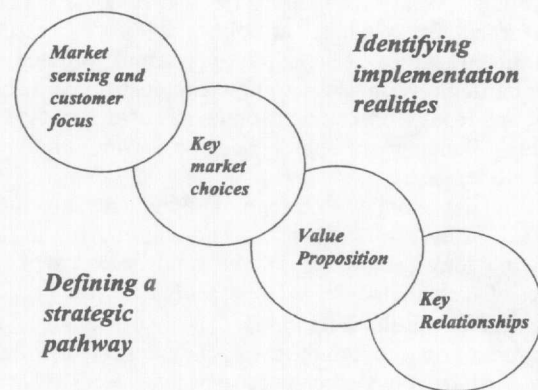 Market
sensing and
customer
focus
Identifying
implementation
realities
Key
market
choices
Value
Proposition
Defining a
strategic
pathway
Key
Relationships